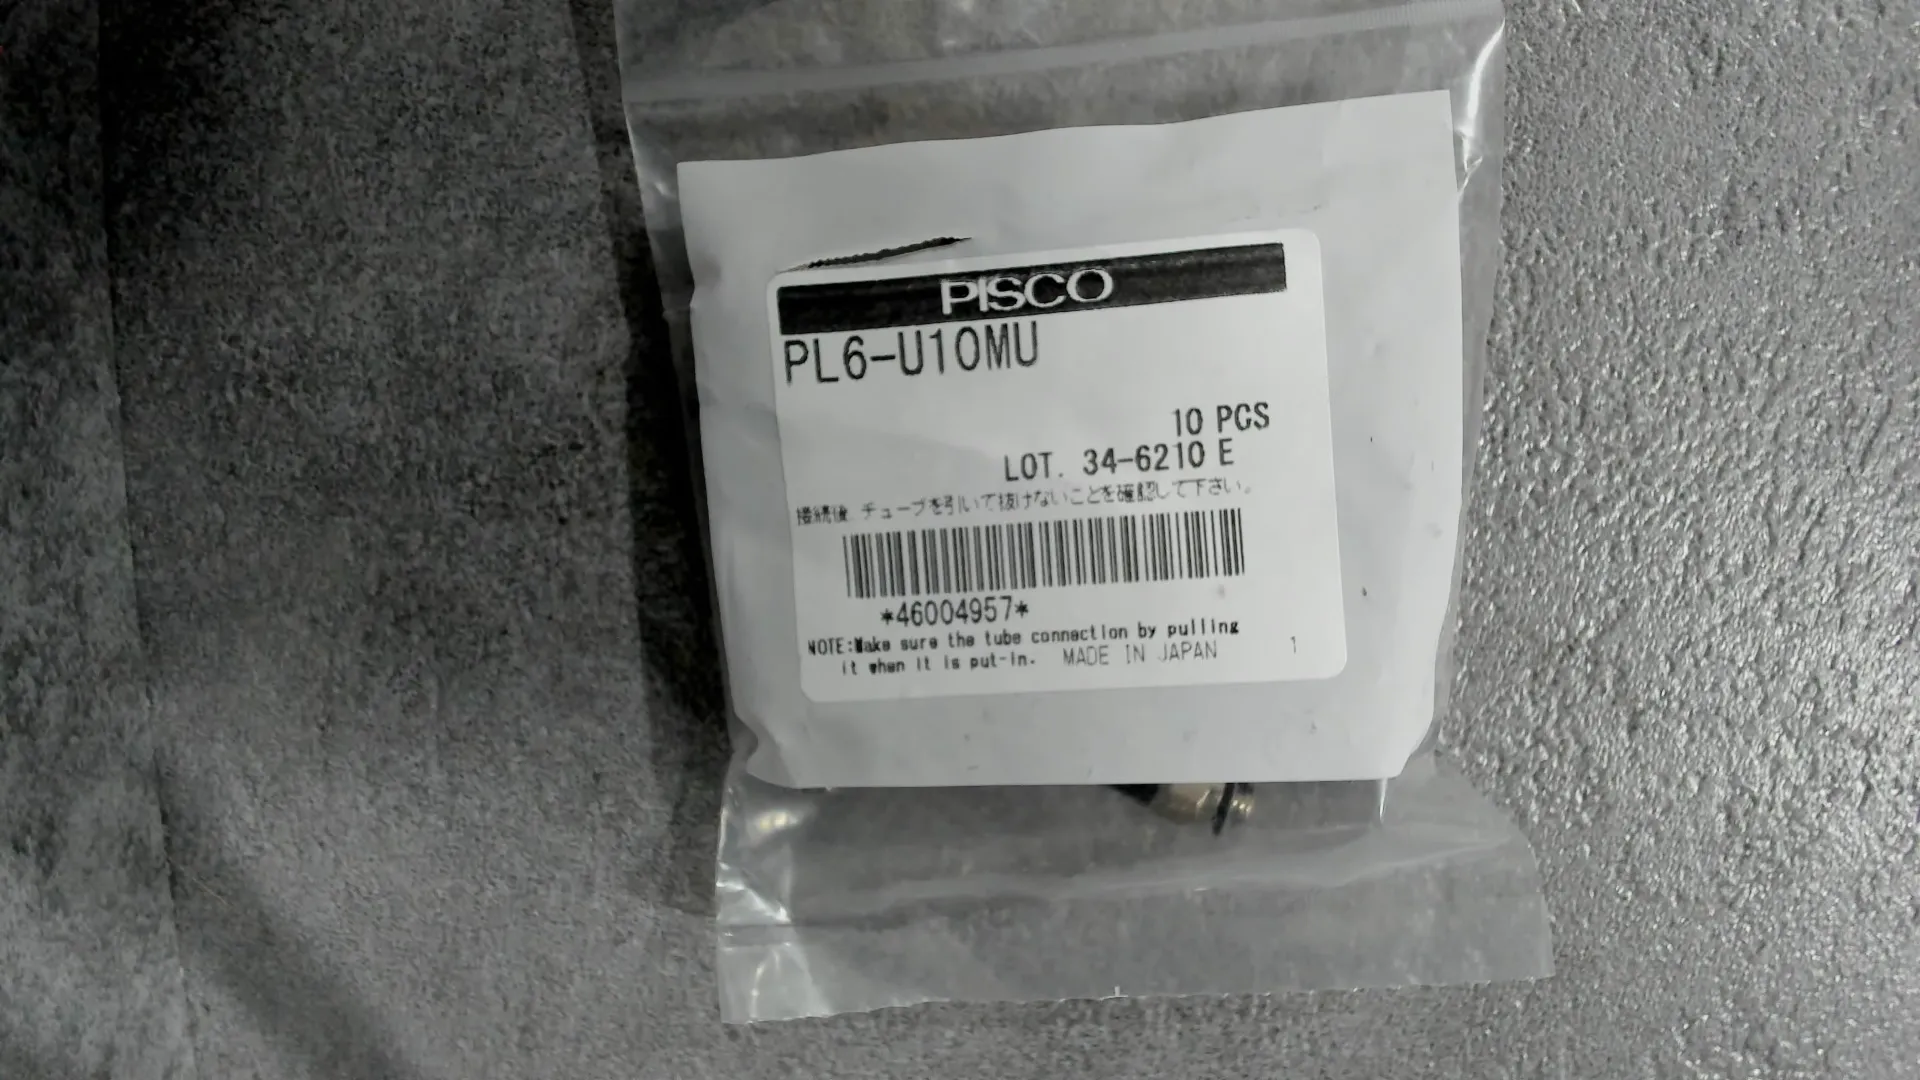 PISCO
PL6-U10MU
10 PCS
LOT. 34-6210 E
接続後、チューブを引いて抜けないことを確認して下さい。
*46004957*
NOTE:Make sure the tube connection by pulling
it when it is put-in. MADE IN JAPAN 1